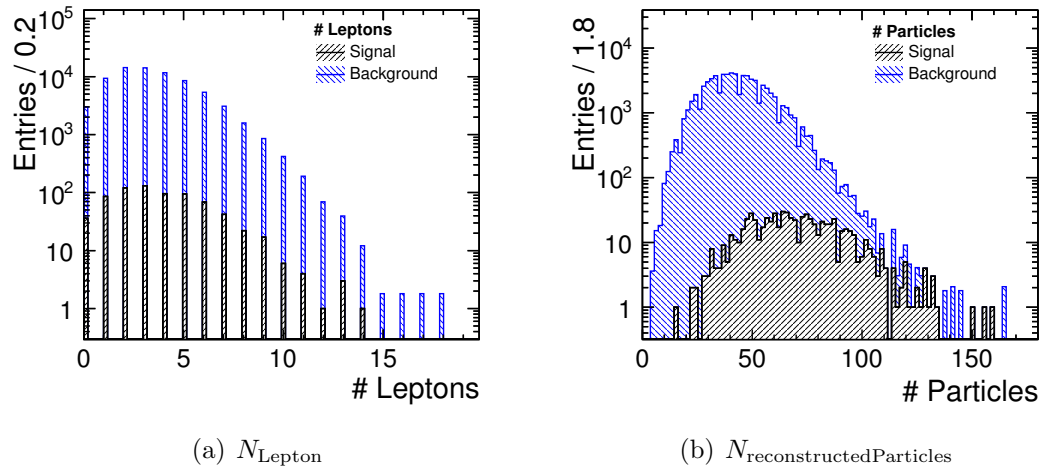 Entries / 0.2
10^5
10^4
10^3
10^2
10
1
# Leptons
Signal
Background
0 5 10 15
# Leptons
(a) N_Lepton
Entries / 1.8
10^4
10^3
10^2
10
1
# Particles
Signal
Background
0 50 100 150
# Particles
(b) N_reconstructedParticles